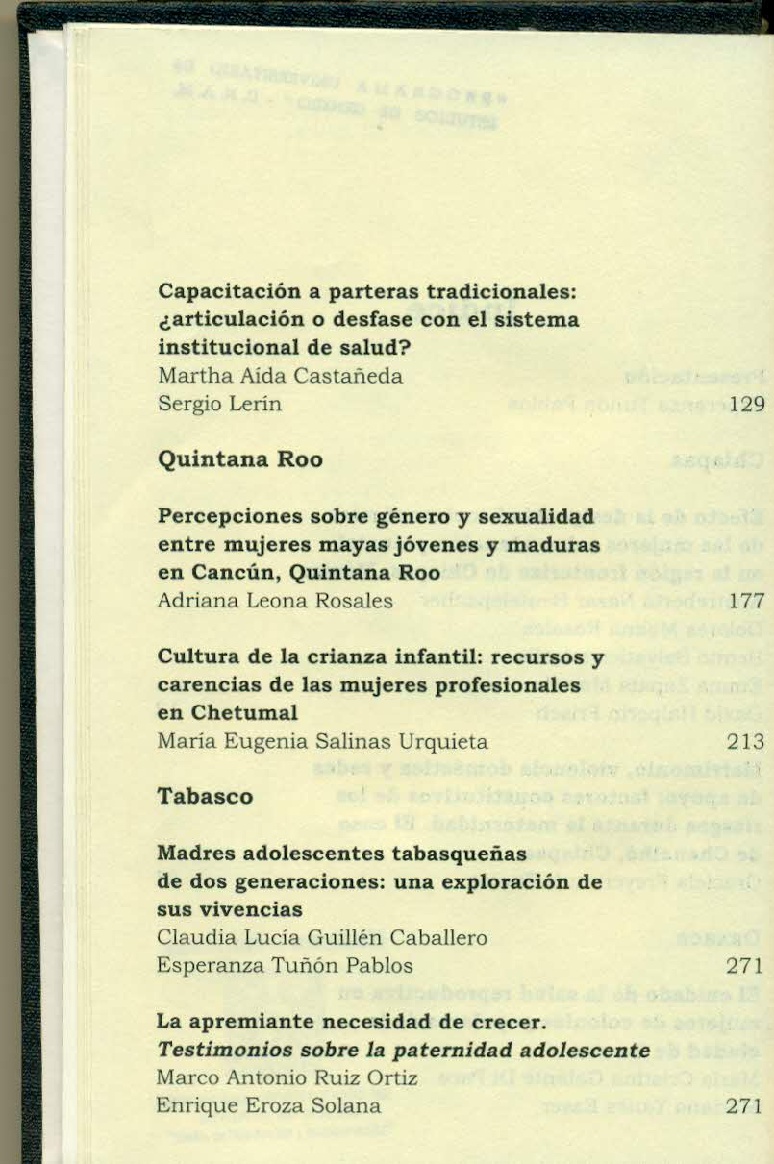 Capacitación a parteras tradicionales:
¿articulación o desfase con el sistema
institucional de salud?
Martha Aída Castañeda
Sergio Lerín 129
Quintana Roo
Percepciones sobre género y sexualidad
entre mujeres mayas jóvenes y maduras
en Cancún, Quintana Roo
Adriana Leona Rosales 177
Cultura de la crianza infantil: recursos y
carencias de las mujeres profesionales
en Chetumal
María Eugenia Salinas Urquieta 213
Tabasco
Madres adolescentes tabasqueñas
de dos generaciones: una exploración de
sus vivencias
Claudia Lucía Guillén Caballero
Esperanza Tuñón Pablos 271
La apremiante necesidad de crecer.
Testimonios sobre la paternidad adolescente
Marco Antonio Ruiz Ortiz
Enrique Eroza Solana 271